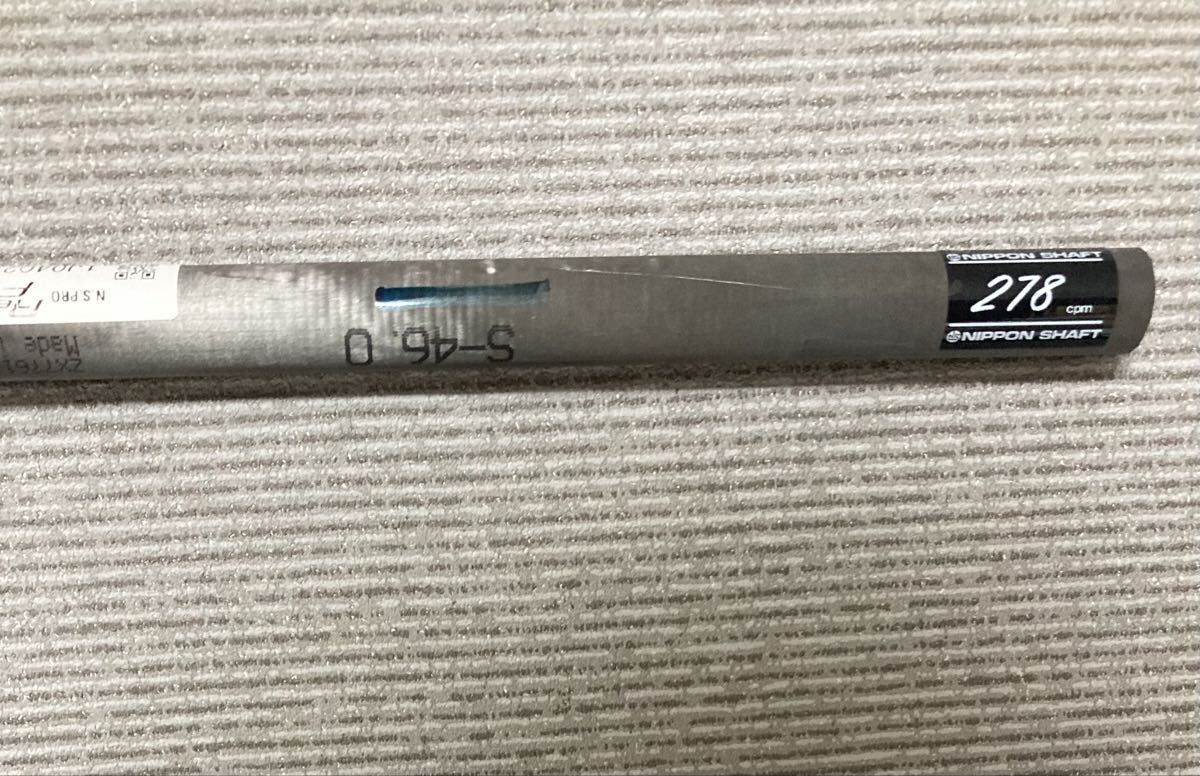 NIPPON SHAFT
278
cpm
NIPPON SHAFT
S-46.0
N.S.PRO
Made